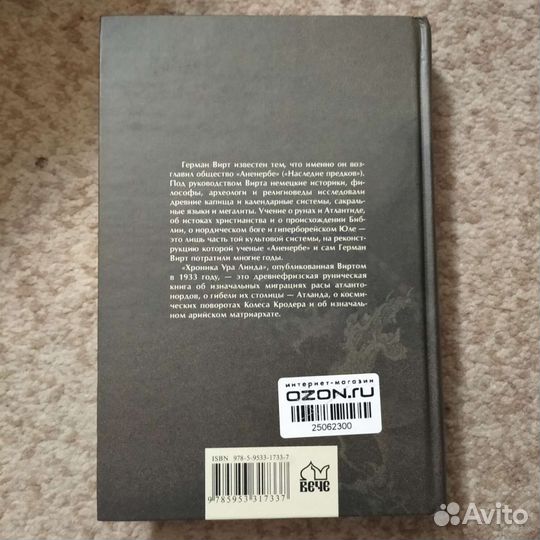 Герман Вирт известен тем, что именно он воз-
главил общество «Аненербе» («Наследие предков»).
Под руководством Вирта немецкие историки, фи-
лософы, археологи и религиоведы исследовали
древние капища и календарные системы, сакраль-
ные языки и мегалиты. Учение о рунах и Атлантиде,
об истоках христианства и о происхождении Биб-
лии, о нордическом боге и гиперборейском Юле —
это лишь часть той культовой системы, на реконст-
рукцию которой ученые «Аненербе» и сам Герман
Вирт потратили многие годы.
«Хроника Ура Линда», опубликованная Виртом
в 1933 году, — это древнефризская руническая
книга об изначальных миграциях расы атланто-
нордов, о гибели их столицы — Атланда, о косми-
ческих поворотах Колеса Кродера и об изначаль-
ном арийском матриархате.
интернет-магазин
OZON.ru
25062300
ISBN 978-5-9533-1733-7
9 785953 317337
ВЕЧЕ
Avito